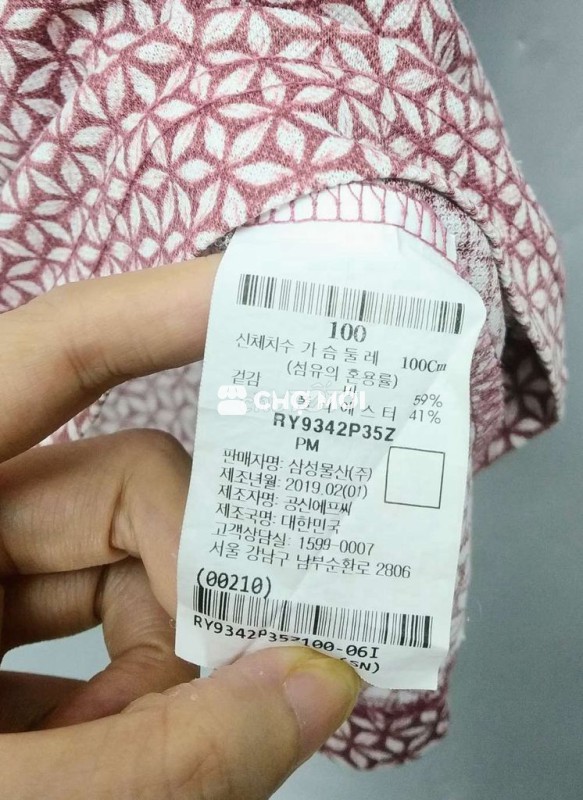 100
신체치수 가슴둘레 100Cm
(섬유의 혼용률)
겉감 59%
에스터 41%
CHỢ TỐT
RY9342P35Z
PM
판매자명: 삼성물산(주)
제조년월: 2019.02(01)
제조자명: 공신에프씨
제조국명: 대한민국
고객상담실: 1599-0007
서울 강남구 남부순환로 2806
(00210)
RY9342P35Z100-06I